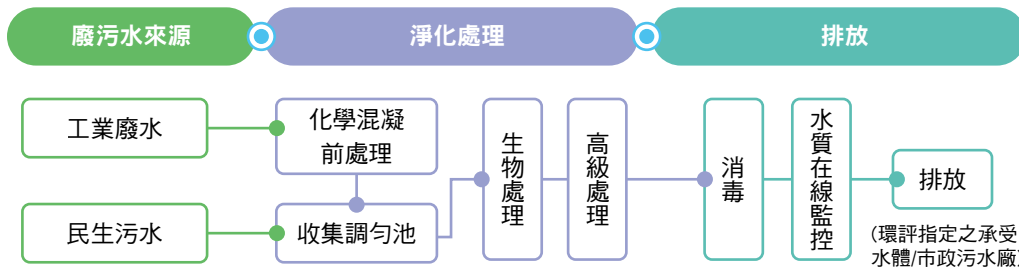 廢污水來源
淨化處理
排放
工業廢水
化學混凝
前處理
民生污水
收集調勻池
生物處理
高級處理
消毒
水質在線監控
排放
(環評指定之承受
水體/市政污水廠)